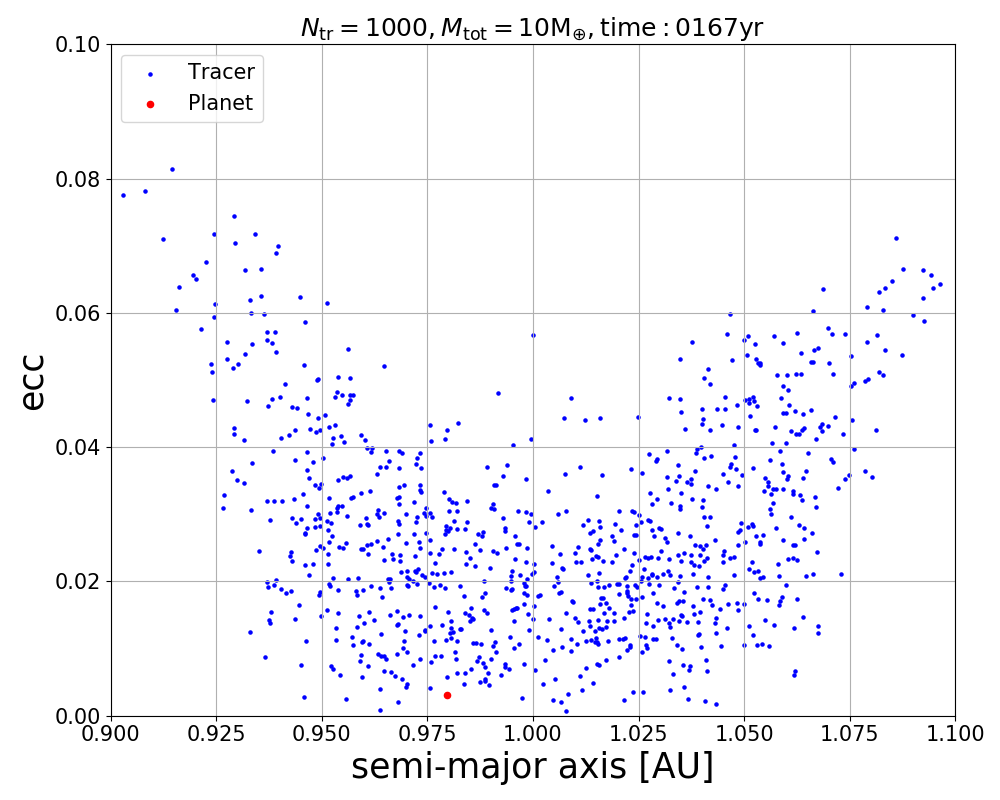 N_tr = 1000, M_tot = 10M_⊕, time : 0167yr
Tracer
Planet
0.10
0.08
0.06
0.04
0.02
0.00
ecc
0.900 0.925 0.950 0.975 1.000 1.025 1.050 1.075 1.100
semi-major axis [AU]